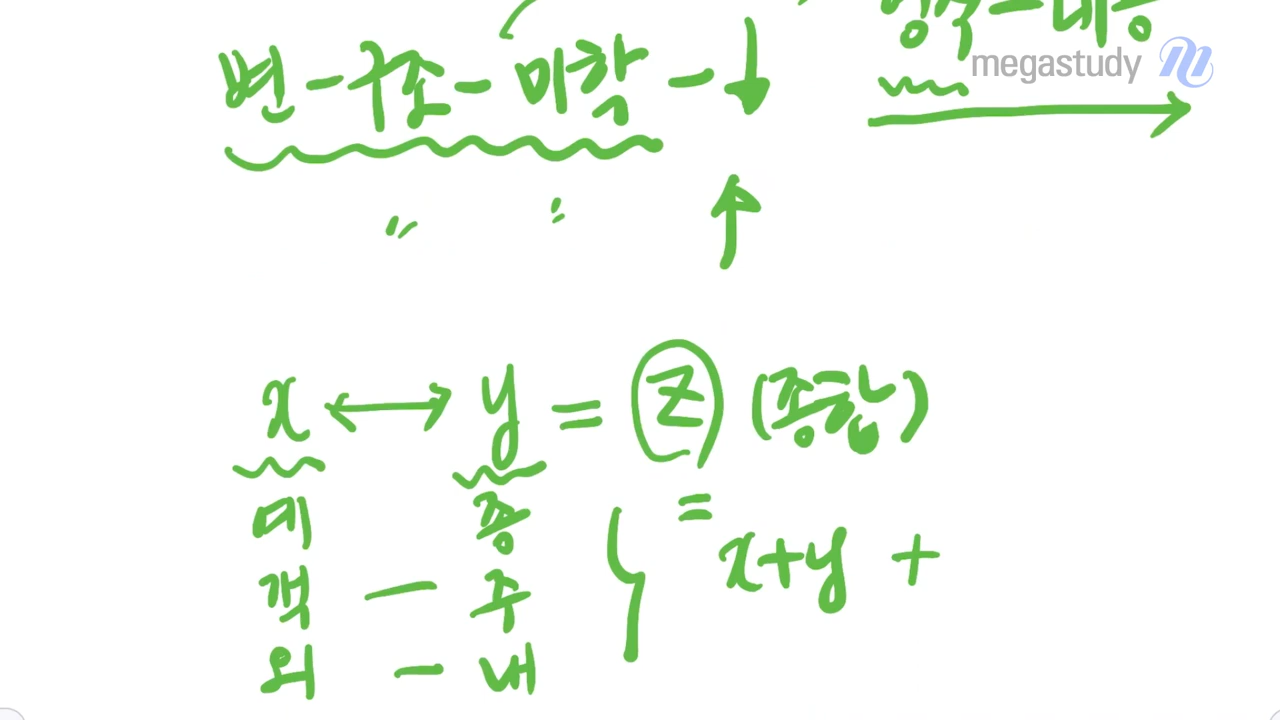 megastudy
변 - 구조 - 미학 - ↓
x ↔ y = z (종합)
대 종
= x+y +
객 — 주
외 - 내